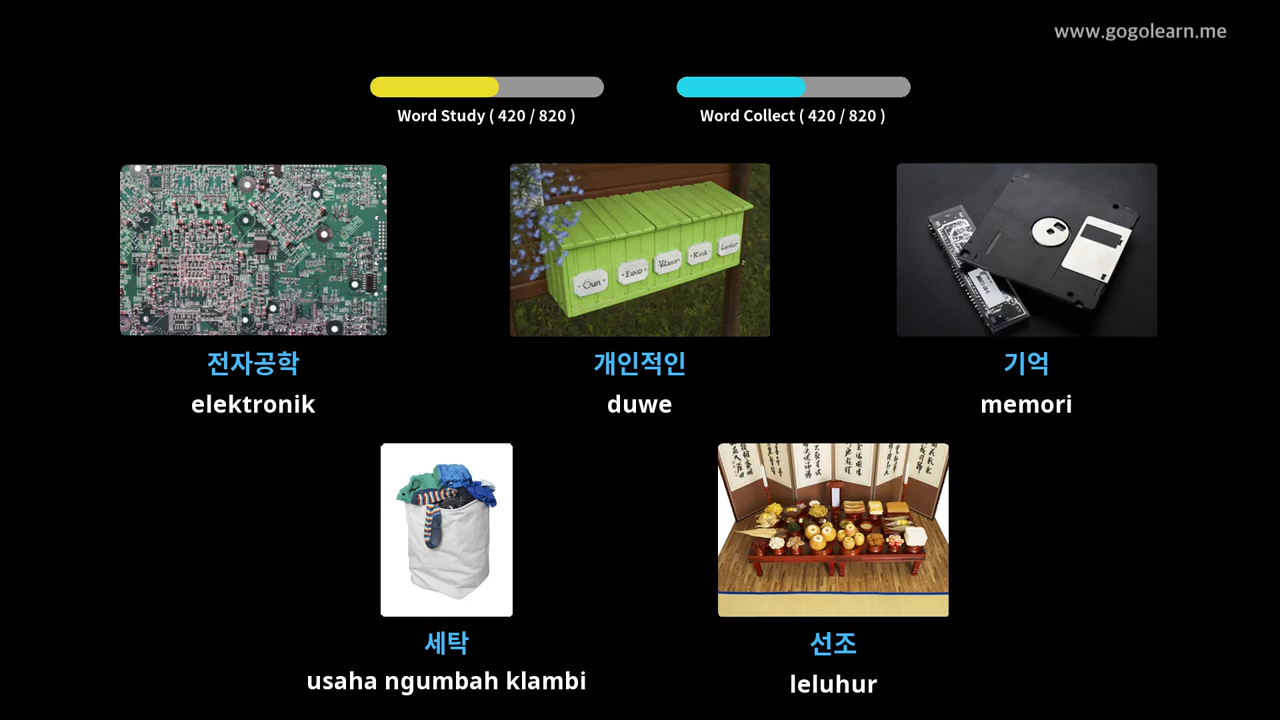 www.gogolearn.me
Word Study ( 420 / 820 )
Word Collect ( 420 / 820 )
전자공학
elektronik
개인적인
duwe
기억
memori
세탁
usaha ngumbah klambi
선조
leluhur